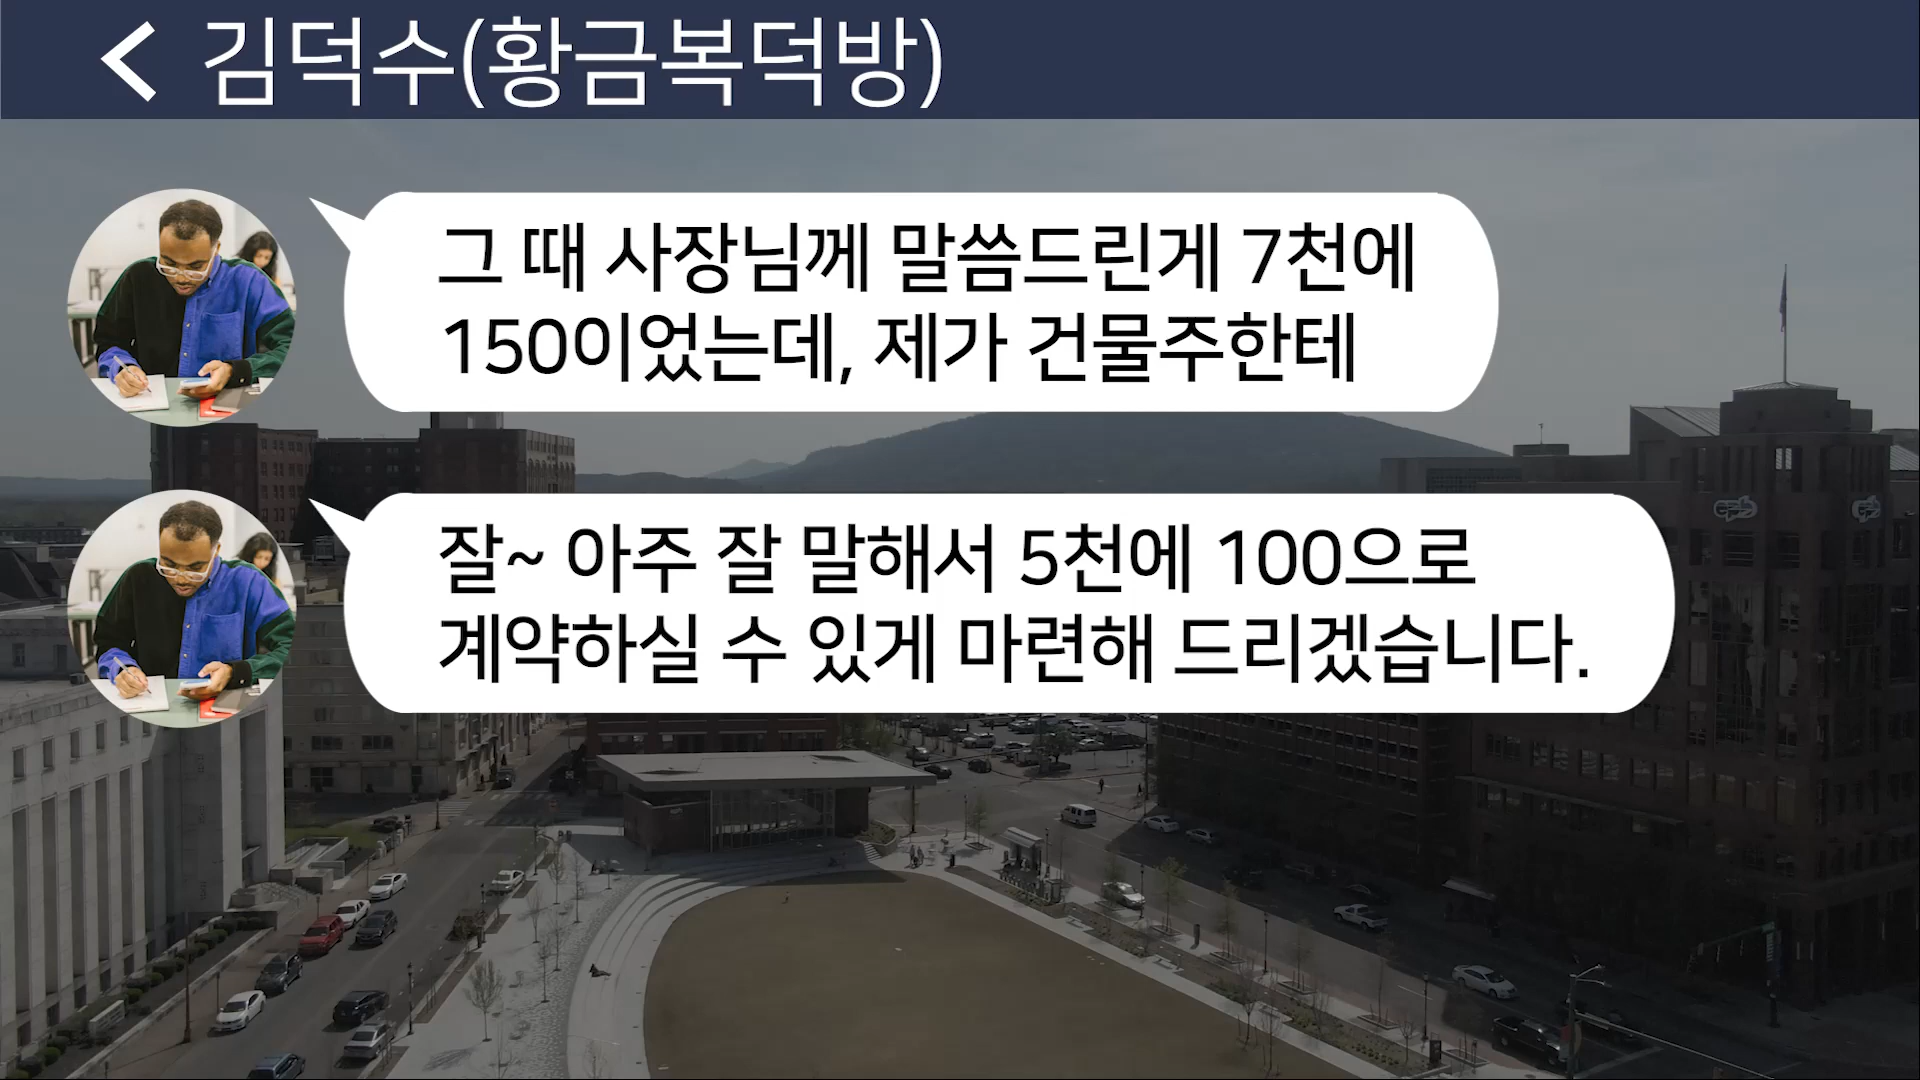 김덕수(황금복덕방)
그 때 사장님께 말씀드린게 7천에
150이었는데, 제가 건물주한테
잘~ 아주 잘 말해서 5천에 100으로
계약하실 수 있게 마련해 드리겠습니다.